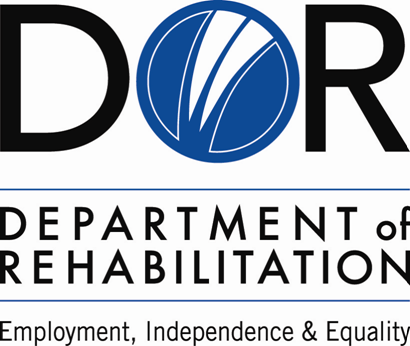 DOR
DEPARTMENT of
REHABILITATION
Employment, Independence & Equality